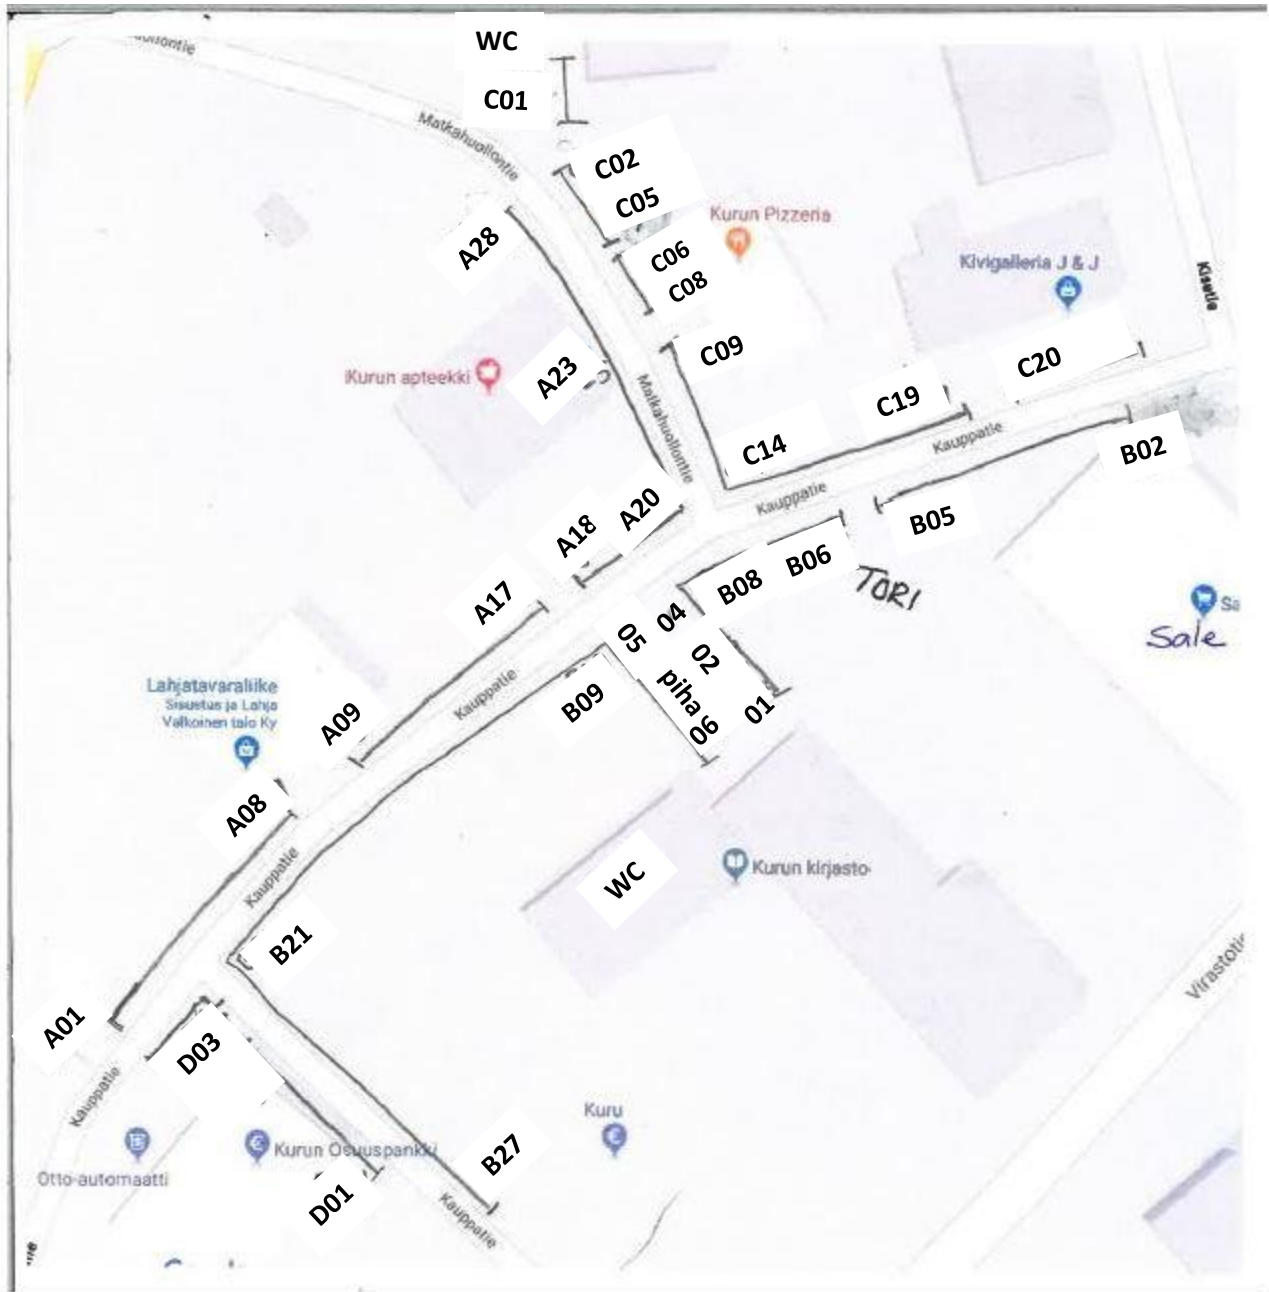 WC
C01
Matkahuollontie
C02
C05
Kurun Pizzeria
A28
C06
C08
Kivigalleria J & J
Kisatie
C09
C20
Kurun apteekki
A23
C19
Matkahuollontie
Kauppatie
C14
B02
Kauppatie
A20
A18
B05
B06
B08
TORI
A17
04
05
02
Sa
Sale
piha
Kauppatie
B09
01
06
Lahjatavaraliike
Sisustus ja Lahja
Valkoinen talo Ky
A09
A08
Kurun kirjasto-
WC
Kauppatie
B21
Virastotie
A01
D03
Kauppatie
Kuru
Kurun Osuuspankki
B27
Otto-automaatti
D01
Kauppatie